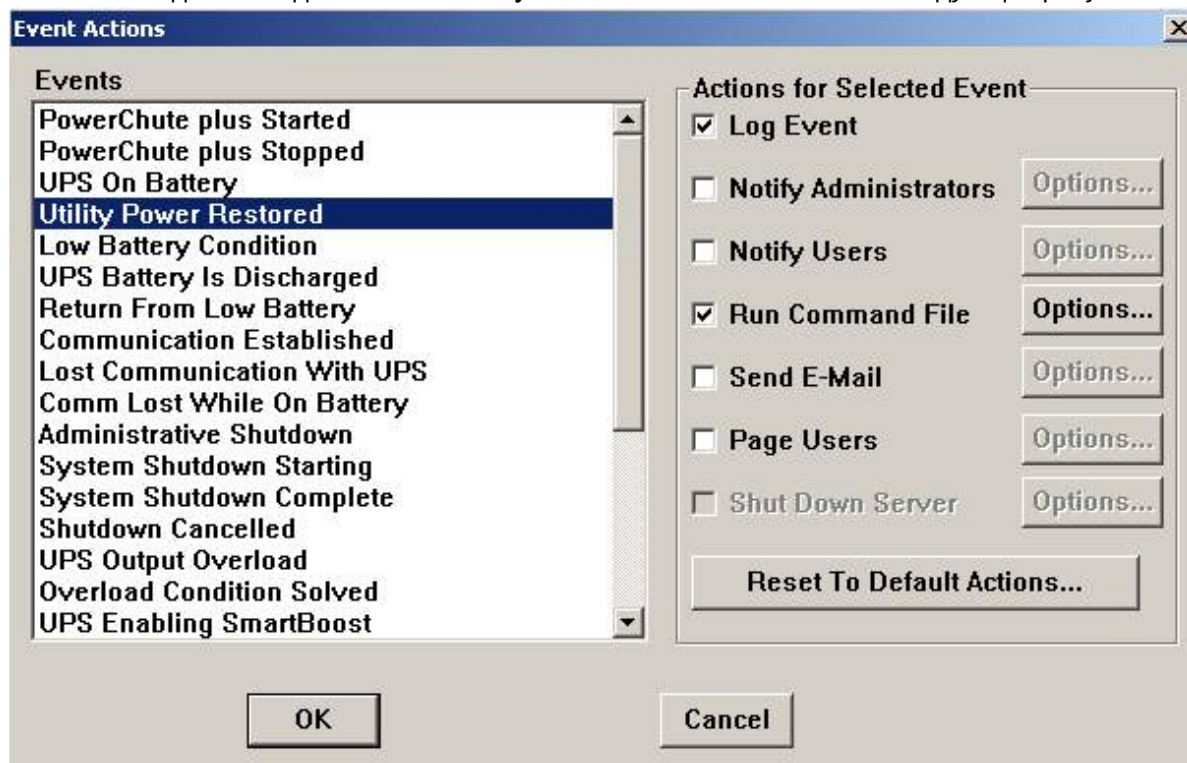 Event Actions
Events
PowerChute plus Started
PowerChute plus Stopped
UPS On Battery
Utility Power Restored
Low Battery Condition
UPS Battery Is Discharged
Return From Low Battery
Communication Established
Lost Communication With UPS
Comm Lost While On Battery
Administrative Shutdown
System Shutdown Starting
System Shutdown Complete
Shutdown Cancelled
UPS Output Overload
Overload Condition Solved
UPS Enabling SmartBoost
Actions for Selected Event
Log Event
Notify Administrators Options...
Notify Users Options...
Run Command File Options...
Send E-Mail Options...
Page Users Options...
Shut Down Server Options...
Reset To Default Actions...
OK Cancel